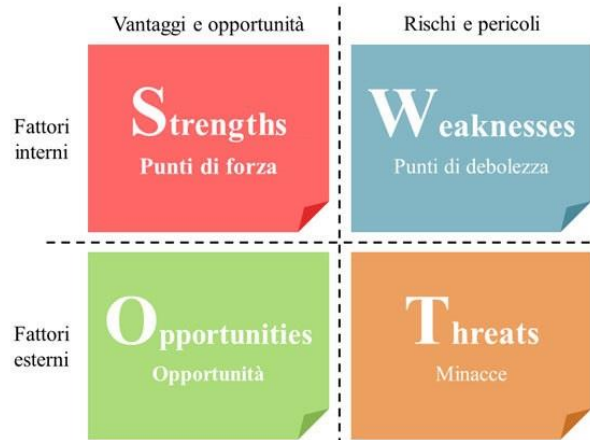 Vantaggi e opportunità
Rischi e pericoli
Fattori
interni
Strengths
Punti di forza
Weaknesses
Punti di debolezza
Fattori
esterni
Opportunities
Opportunità
Threats
Minacce